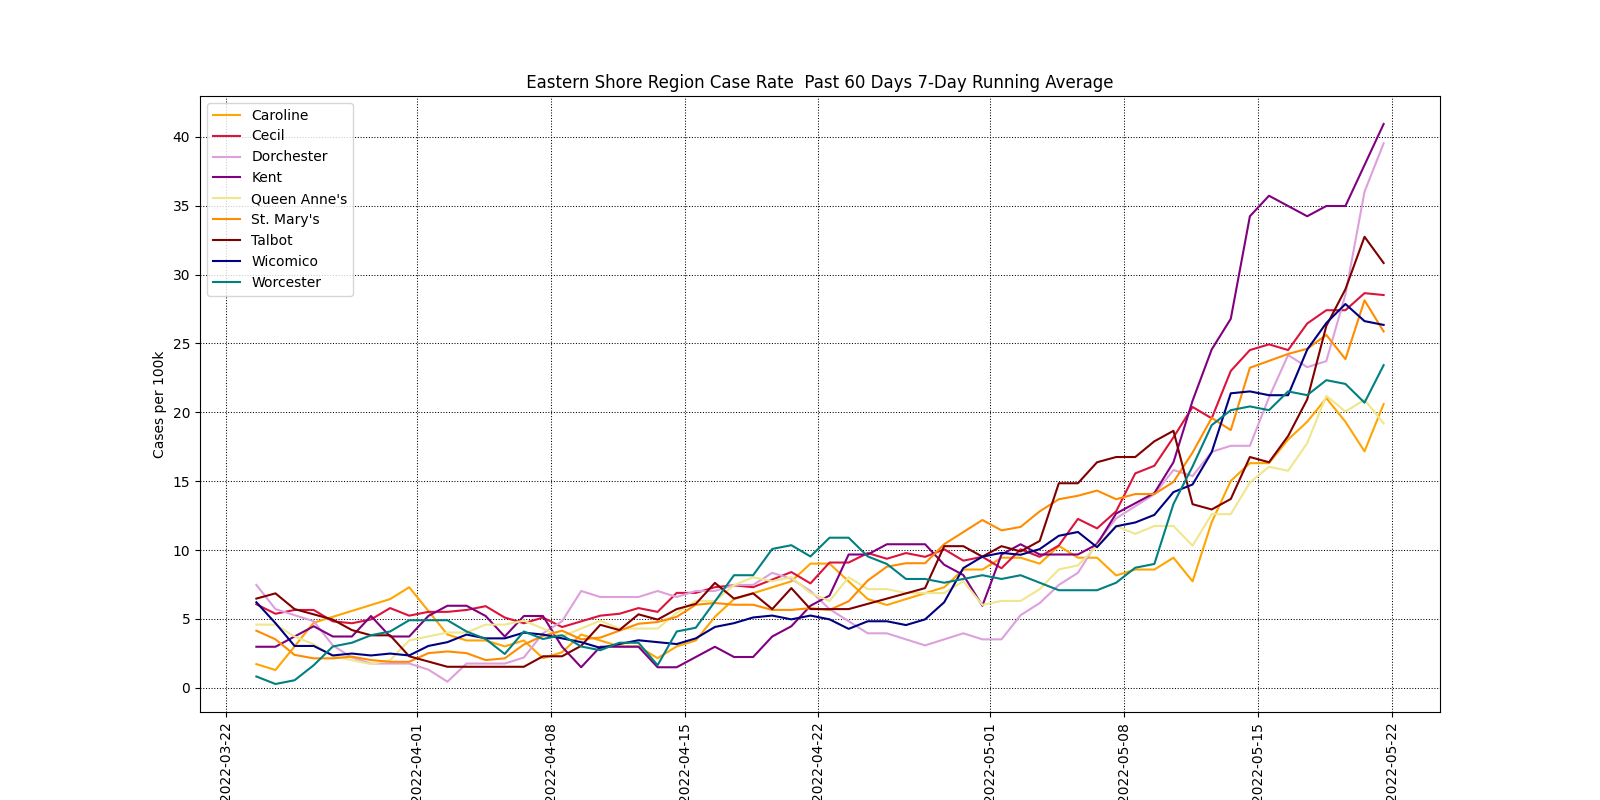 Eastern Shore Region Case Rate  Past 60 Days 7-Day Running Average
Caroline
Cecil
Dorchester
Kent
Queen Anne's
St. Mary's
Talbot
Wicomico
Worcester
Cases per 100k
40
35
30
25
20
15
10
5
0
2022-03-22
2022-04-01
2022-04-08
2022-04-15
2022-04-22
2022-05-01
2022-05-08
2022-05-15
2022-05-22